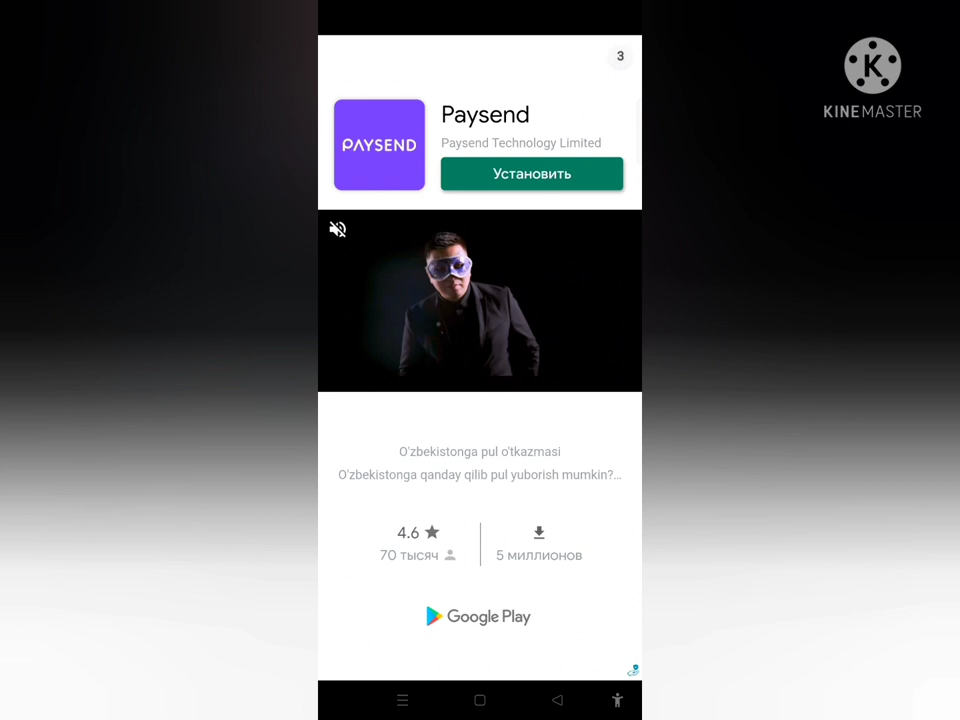 3
Paysend
PAYSEND
Paysend Technology Limited
Установить
K
KINEMASTER
O'zbekistonga pul o'tkazmasi
O'zbekistonga qanday qilib pul yuborish mumkin?...
4.6
70 тысяч
5 миллионов
Google Play